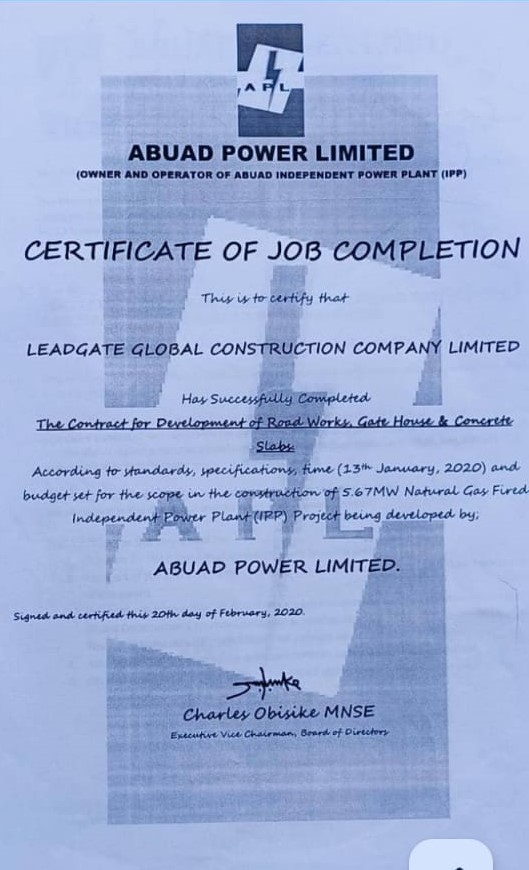 APL
ABUAD POWER LIMITED
(OWNER AND OPERATOR OF ABUAD INDEPENDENT POWER PLANT (IPP)
CERTIFICATE OF JOB COMPLETION
This is to certify that
LEADGATE GLOBAL CONSTRUCTION COMPANY LIMITED
Has Successfully Completed
The Contract for Development of Road Works, Gate House & Concrete
Slabs
According to standards, specifications, time (13th January, 2020) and
budget set for the scope in the construction of 5.67MW Natural Gas Fired
Independent Power Plant (IPP) Project being developed by;
APL
ABUAD POWER LIMITED.
Signed and certified this 20th day of February, 2020.
Charles Obisike MNSE
Executive Vice Chairman, Board of Directors